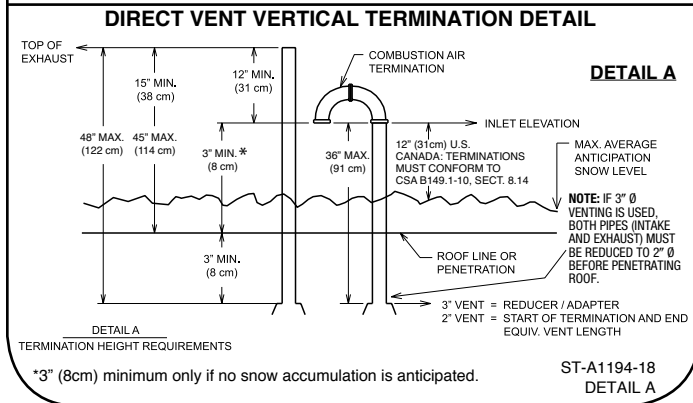 DIRECT VENT VERTICAL TERMINATION DETAIL
TOP OF
EXHAUST
15” MIN.
(38 cm)
12” MIN.
(31 cm)
COMBUSTION AIR
TERMINATION
DETAIL A
INLET ELEVATION
48” MAX.
(122 cm)
45” MAX.
(114 cm)
3” MIN. *
(8 cm)
36” MAX.
(91 cm)
12” (31cm) U.S.
CANADA: TERMINATIONS
MUST CONFORM TO
CSA B149.1-10, SECT. 8.14
MAX. AVERAGE
ANTICIPATION
SNOW LEVEL
NOTE: IF 3” Ø
VENTING IS USED,
BOTH PIPES (INTAKE
AND EXHAUST) MUST
BE REDUCED TO 2” Ø
BEFORE PENETRATING
ROOF.
3” MIN.
(8 cm)
ROOF LINE OR
PENETRATION
3” VENT = REDUCER / ADAPTER
2” VENT = START OF TERMINATION AND END
EQUIV. VENT LENGTH
DETAIL A
TERMINATION HEIGHT REQUIREMENTS
*3” (8cm) minimum only if no snow accumulation is anticipated.
ST-A1194-18
DETAIL A